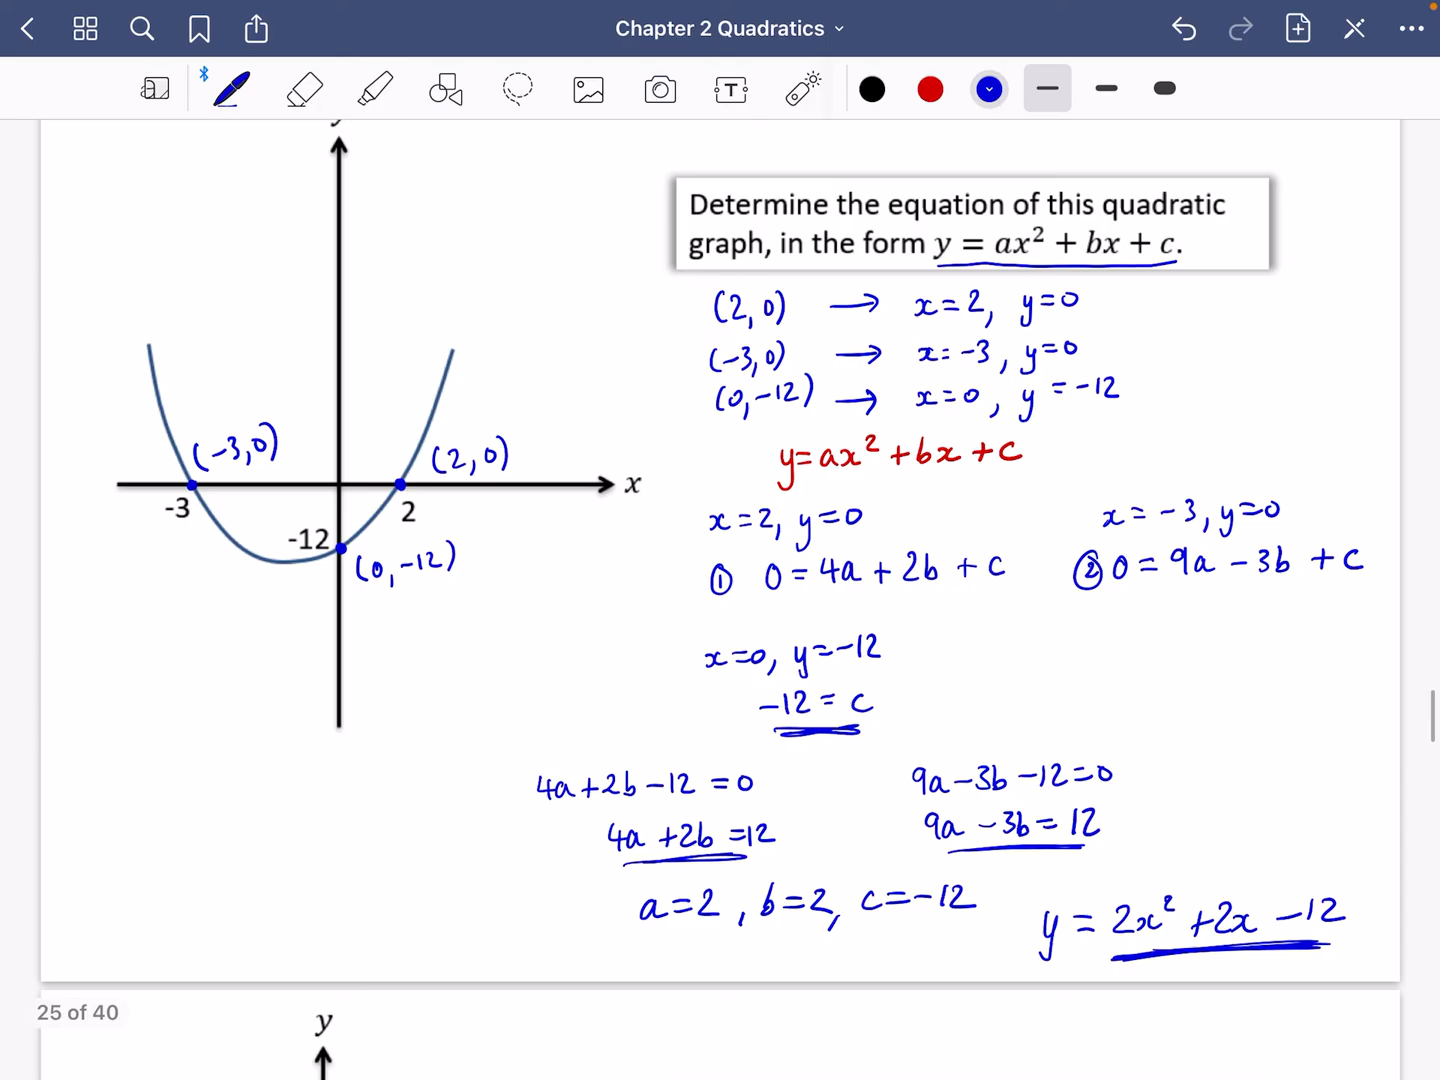 Chapter 2 Quadratics
T
Determine the equation of this quadratic
graph, in the form y = ax² + bx + c.
(2, 0) → x = 2, y = 0
(-3, 0) → x = -3, y = 0
(0, -12) → x = 0, y = -12
y = ax² + bx + c
(-3, 0)
(2, 0)
x
-3
2
-12
(0, -12)
x = 2, y = 0
① 0 = 4a + 2b + c
x = -3, y = 0
② 0 = 9a - 3b + c
x = 0, y = -12
-12 = c
4a + 2b - 12 = 0
4a + 2b = 12
9a - 3b - 12 = 0
9a - 3b = 12
a = 2, b = 2, c = -12
y = 2x² + 2x - 12
25 of 40
y